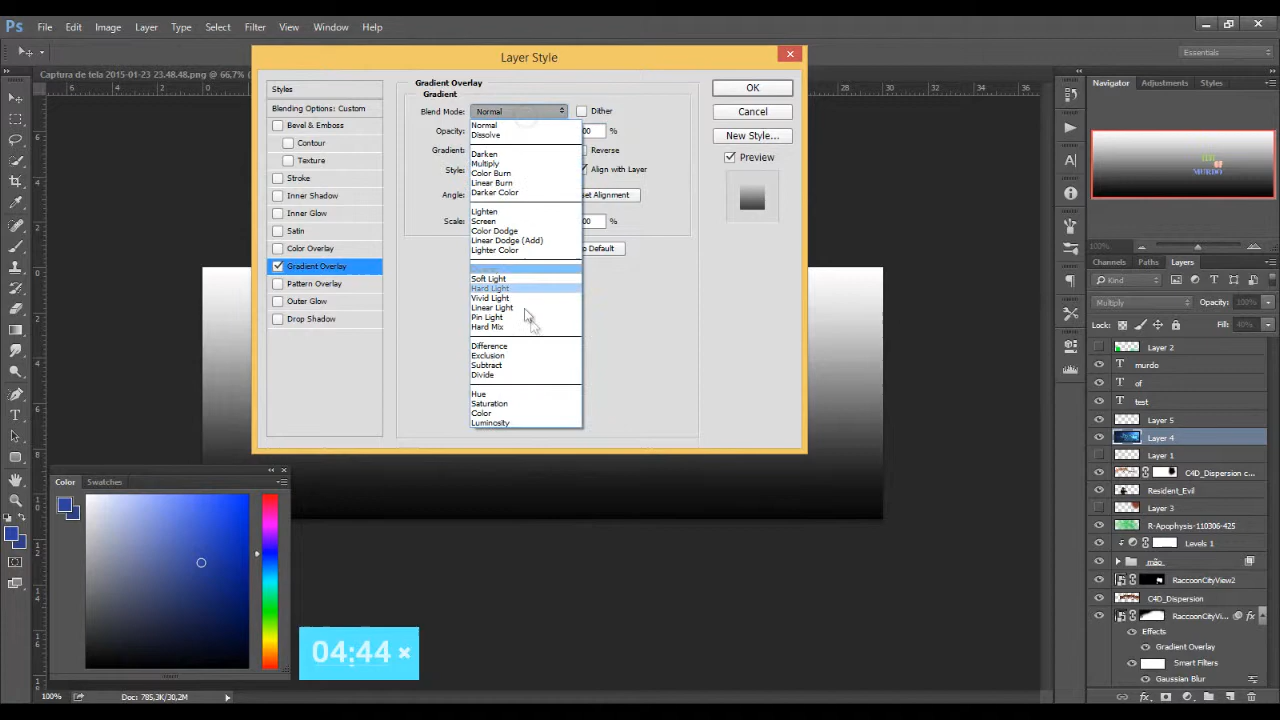 Ps File Edit Image Layer Type Select Filter View Window Help
Essentials
Captura de tela 2015-01-23 23.48.48.png @ 66,7%
Layer Style
Styles
Blending Options: Custom
Bevel & Emboss
Contour
Texture
Stroke
Inner Shadow
Inner Glow
Satin
Color Overlay
Gradient Overlay
Pattern Overlay
Outer Glow
Drop Shadow
Gradient Overlay
Gradient
Blend Mode: Normal Dither
Opacity: %
Gradient: Reverse
Style: Align with Layer
Angle:
Scale: %
Normal
Dissolve
Darken
Multiply
Color Burn
Linear Burn
Darker Color
Lighten
Screen
Color Dodge
Linear Dodge (Add)
Lighter Color
Soft Light
Hard Light
Vivid Light
Linear Light
Pin Light
Hard Mix
Difference
Exclusion
Subtract
Divide
Hue
Saturation
Color
Luminosity
OK
Cancel
New Style...
Preview
Navigator Adjustments Styles
OF
MURDO
100%
Layers Paths Channels
Kind
Multiply Opacity: 100%
Lock: Fill: 40%
Layer 2
T murdo
T of
T test
Layer 5
Layer 4
Layer 1
C4D_Dispersion c...
Resident_Evil
Layer 3
R-Apophysis-110306-425
Levels 1
mão
RaccoonCityView2
C4D_Dispersion
RaccoonCityVi... fx
Effects
Gradient Overlay
Smart Filters
Gaussian Blur
Color Swatches
04:44 ×
100% Doc: 785,3K/30,2M